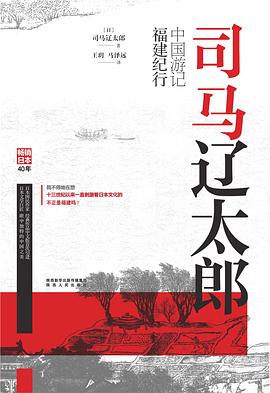 [日]
司马辽太郎
著
王玥 马泽远
译
司马辽太郎
中国游记
福建纪行
畅销
日本
40年
我不得地在想
十三世纪以来一直刺激着日本文化的
不正是福建吗？
陕西新华出版传媒集团
陕西人民出版社